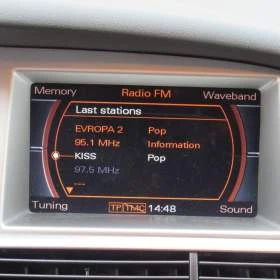 Memory Radio FM Waveband
Last stations
EVROPA 2 Pop
95.1 MHz Information
KISS Pop
97.5 MHz
----
Tuning TP TMC 14:48 Sound